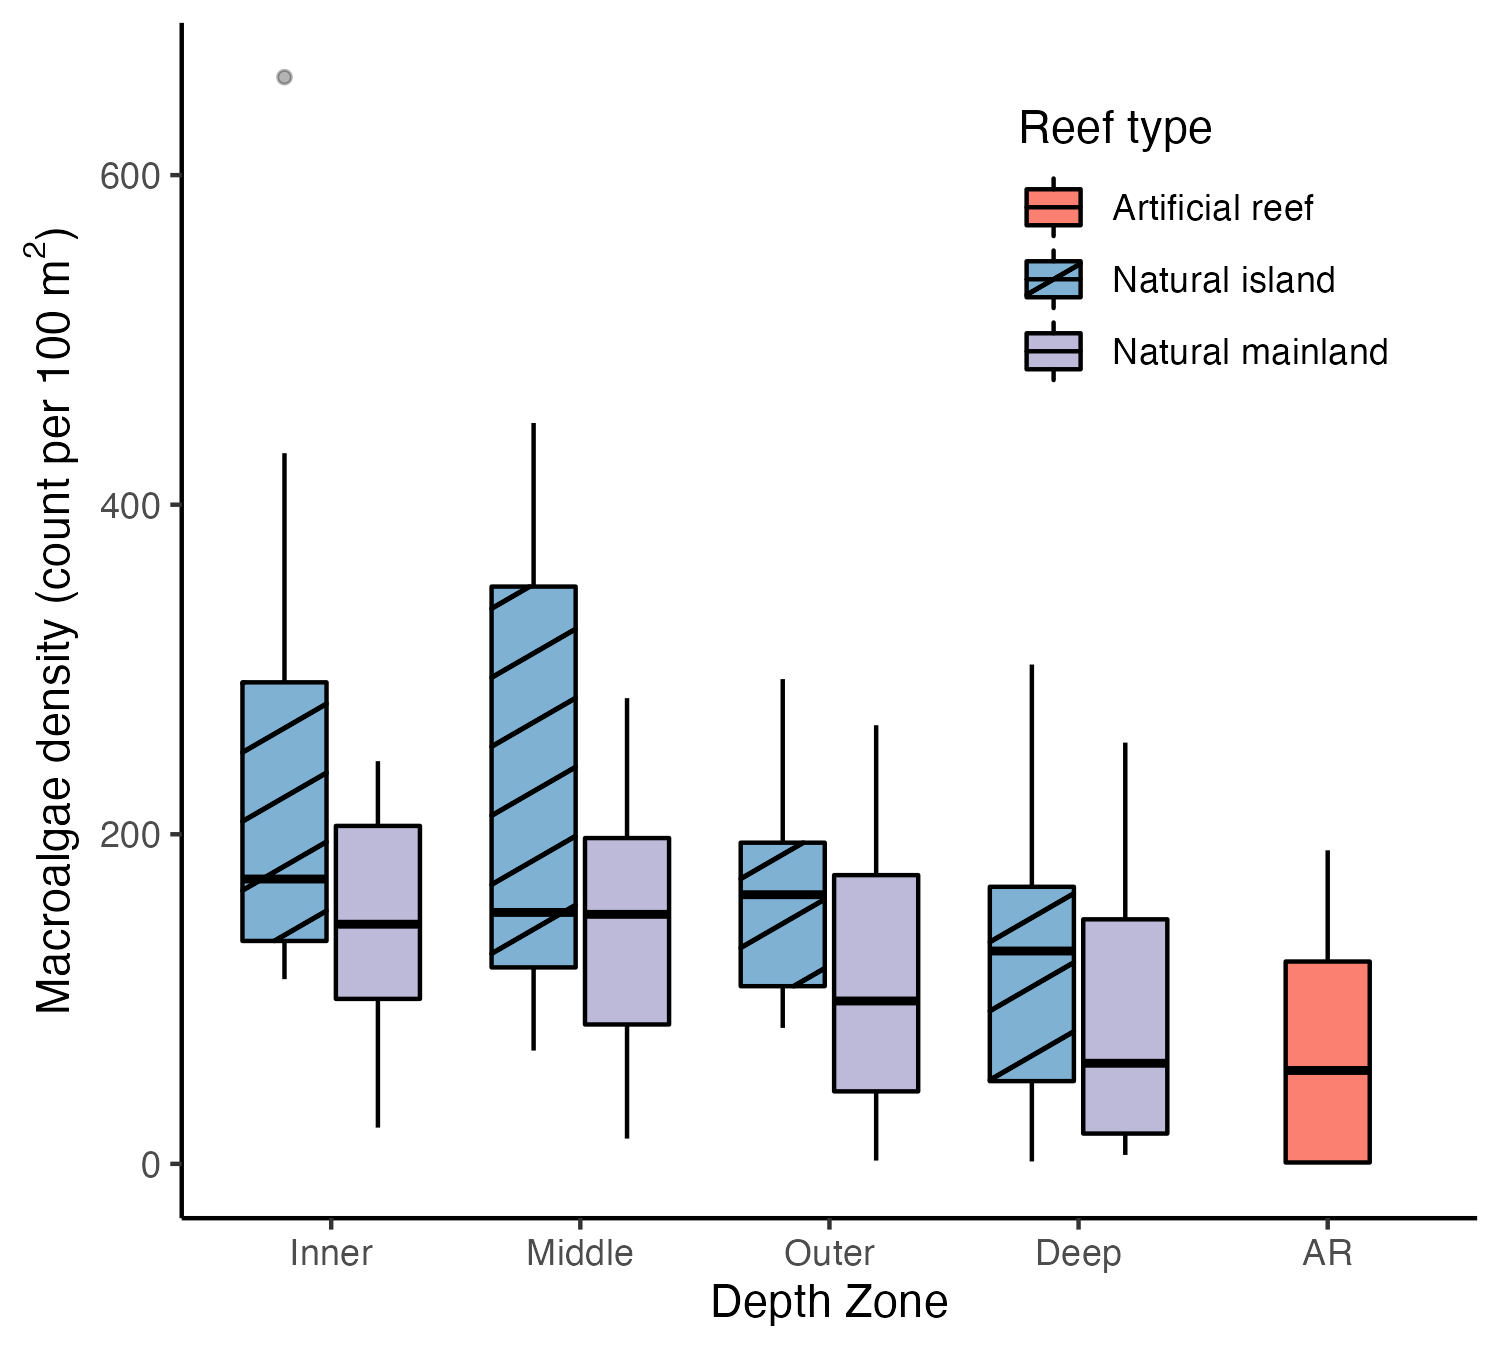 Macroalgae density (count per 100 m²)
600
400
200
0
Reef type
Artificial reef
Natural island
Natural mainland
Inner Middle Outer Deep AR
Depth Zone